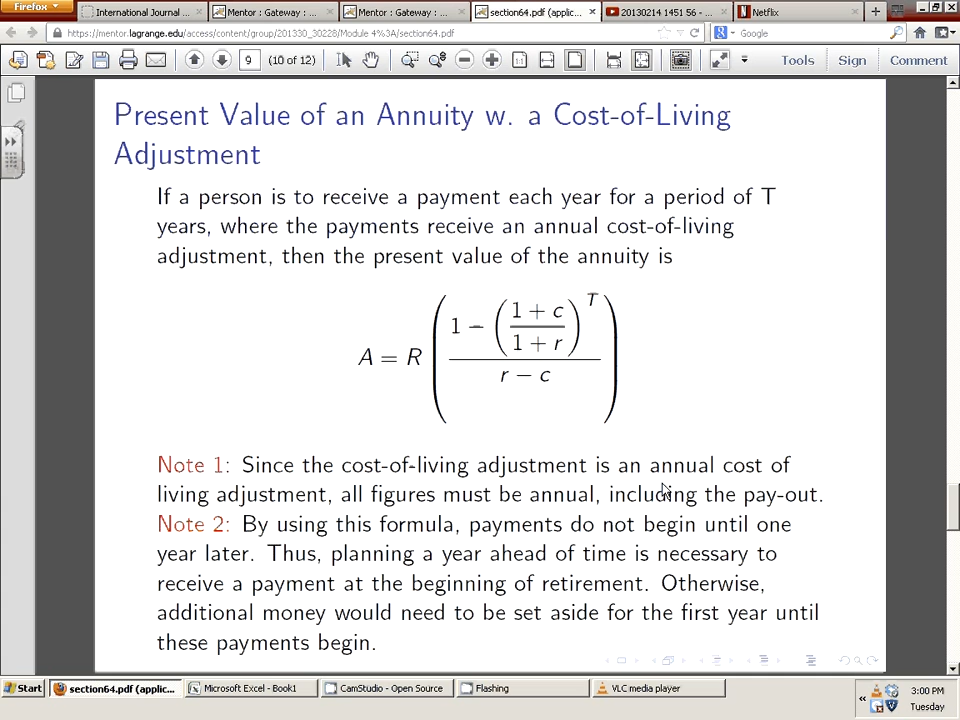 Firefox
International Journal ...
Mentor : Gateway : ...
Mentor : Gateway : ...
section64.pdf (applic...
20130214 1451 56 - ...
Netflix
https://mentor.lagrange.edu/access/content/group/201330_30228/Module 4%3A/section64.pdf
Google
9 (10 of 12)
Tools Sign Comment
Present Value of an Annuity w. a Cost-of-Living
Adjustment
If a person is to receive a payment each year for a period of T
years, where the payments receive an annual cost-of-living
adjustment, then the present value of the annuity is
A = R ( (1 − ((1 + c)/(1 + r))^T) / (r − c) )
Note 1: Since the cost-of-living adjustment is an annual cost of
living adjustment, all figures must be annual, including the pay-out.
Note 2: By using this formula, payments do not begin until one
year later. Thus, planning a year ahead of time is necessary to
receive a payment at the beginning of retirement. Otherwise,
additional money would need to be set aside for the first year until
these payments begin.
Start
section64.pdf (applic...
Microsoft Excel - Book1
CamStudio - Open Source
Flashing
VLC media player
3:00 PM
Tuesday